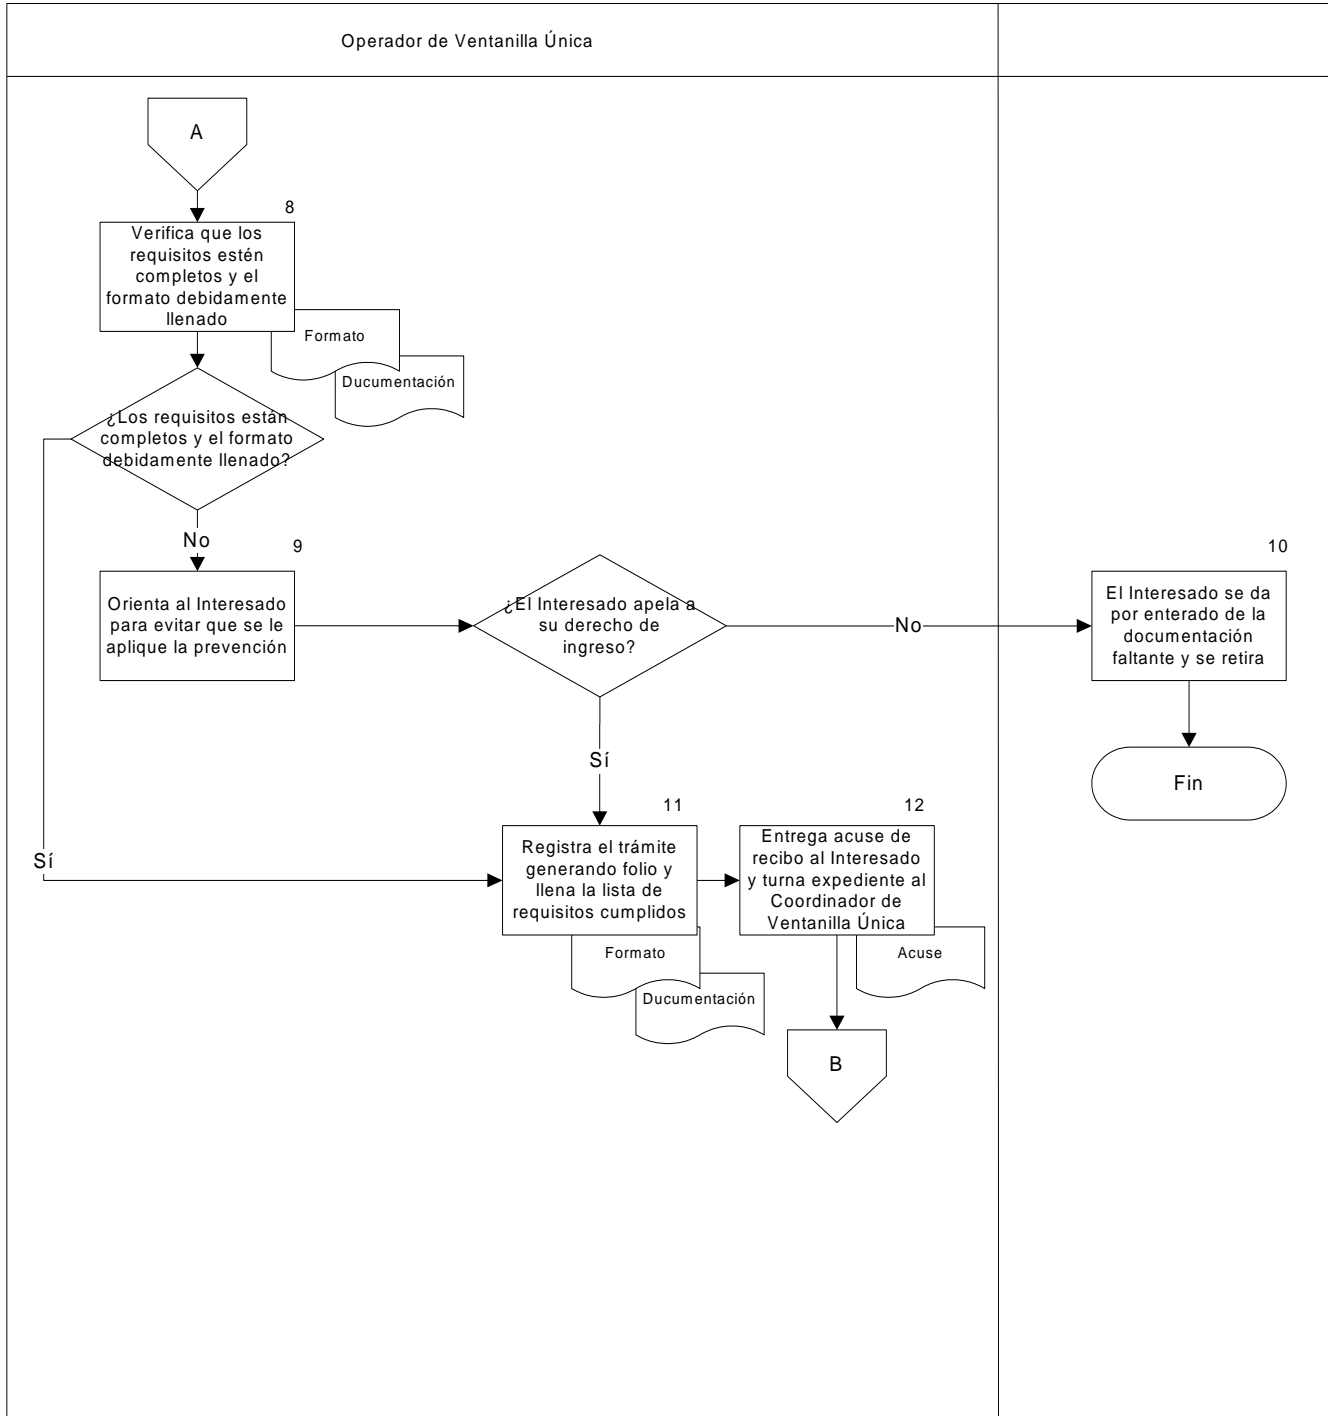 Operador de Ventanilla Única
A
8
Verifica que los
requisitos estén
completos y el
formato debidamente
llenado
Formato
Ducumentación
¿Los requisitos están
completos y el formato
debidamente llenado?
No
9
Orienta al Interesado
para evitar que se le
aplique la prevención
¿El Interesado apela a
su derecho de
ingreso?
No
10
El Interesado se da
por enterado de la
documentación
faltante y se retira
Fin
Sí
Sí
11
Registra el trámite
generando folio y
llena la lista de
requisitos cumplidos
Formato
Ducumentación
12
Entrega acuse de
recibo al Interesado
y turna expediente al
Coordinador de
Ventanilla Única
Acuse
B